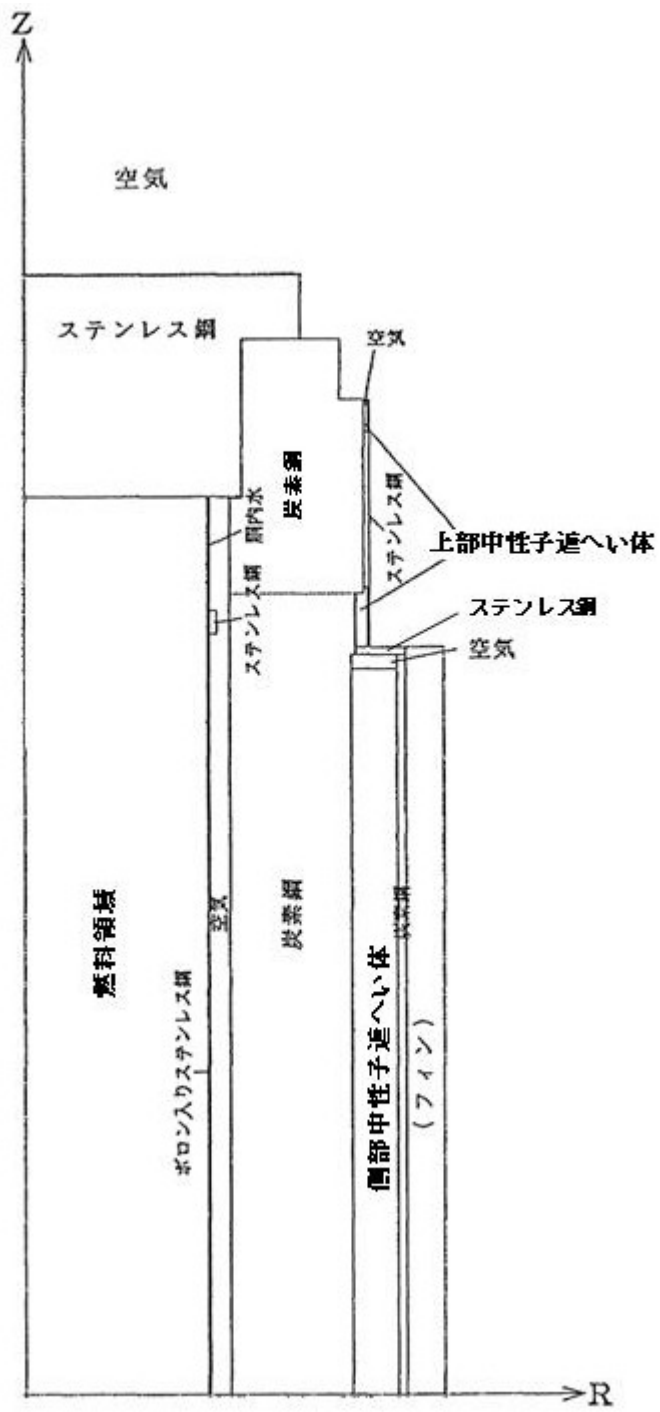 Z
空気
ステンレス鋼
空気
炭素鋼
胴内水
ステンレス鋼
ステンレス鋼
上部中性子遮へい体
ステンレス鋼
空気
燃料領域
空気
炭素鋼
炭素鋼
ボロン入りステンレス鋼
側部中性子遮へい体
(フィン)
R